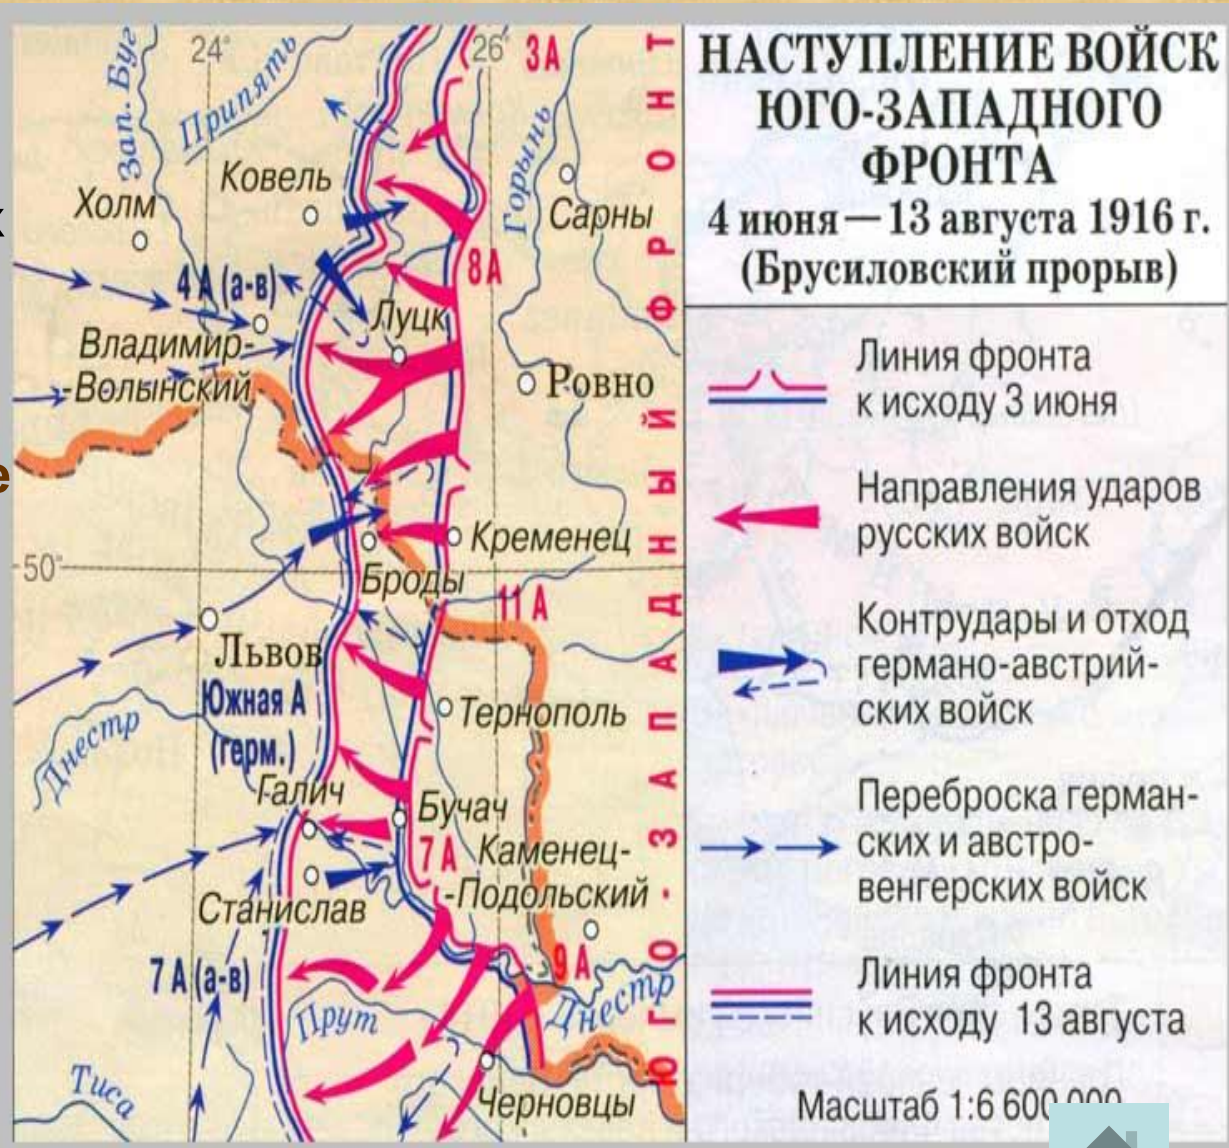 24°
26°
3А
Зап. Буг
Припять
Горынь
Ковель
Холм
Сарны
8А
4 А (а-в)
Луцк
Владимир-
-Волынский
Ровно
е
Кременец
50°
Броды
11 А
Львов
Южная А
(герм.)
Тернополь
Днестр
Галич
Бучач
7 А
Каменец-
-Подольский
Станислав
9 А
7 А (а-в)
Днестр
Прут
Тиса
Черновцы
ЮГО-ЗАПАДНЫЙ ФРОНТ
НАСТУПЛЕНИЕ ВОЙСК
ЮГО-ЗАПАДНОГО
ФРОНТА
4 июня — 13 августа 1916 г.
(Брусиловский прорыв)
Линия фронта
к исходу 3 июня
Направления ударов
русских войск
Контрудары и отход
германо-австрий-
ских войск
Переброска герман-
ских и австро-
венгерских войск
Линия фронта
к исходу 13 августа
Масштаб 1:6 600 000